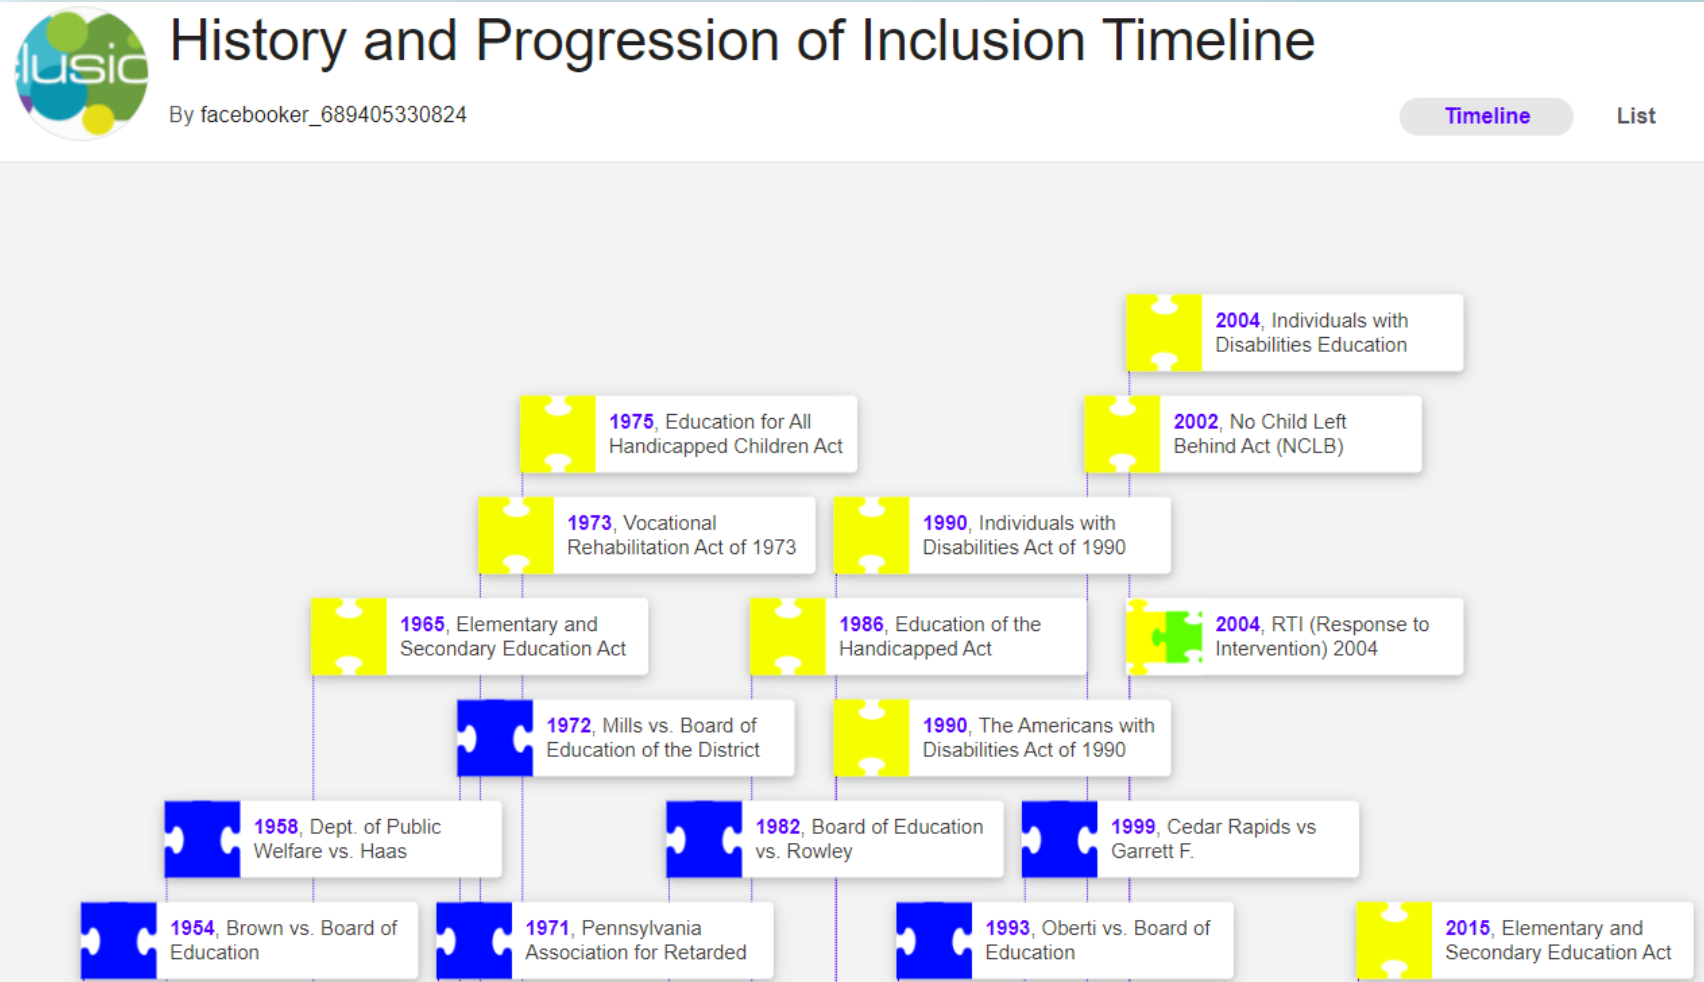 lusic
History and Progression of Inclusion Timeline
By facebooker_689405330824
Timeline
List
2004, Individuals with
Disabilities Education
1975, Education for All
Handicapped Children Act
2002, No Child Left
Behind Act (NCLB)
1973, Vocational
Rehabilitation Act of 1973
1990, Individuals with
Disabilities Act of 1990
1965, Elementary and
Secondary Education Act
1986, Education of the
Handicapped Act
2004, RTI (Response to
Intervention) 2004
1972, Mills vs. Board of
Education of the District
1990, The Americans with
Disabilities Act of 1990
1958, Dept. of Public
Welfare vs. Haas
1982, Board of Education
vs. Rowley
1999, Cedar Rapids vs
Garrett F.
1954, Brown vs. Board of
Education
1971, Pennsylvania
Association for Retarded
1993, Oberti vs. Board of
Education
2015, Elementary and
Secondary Education Act